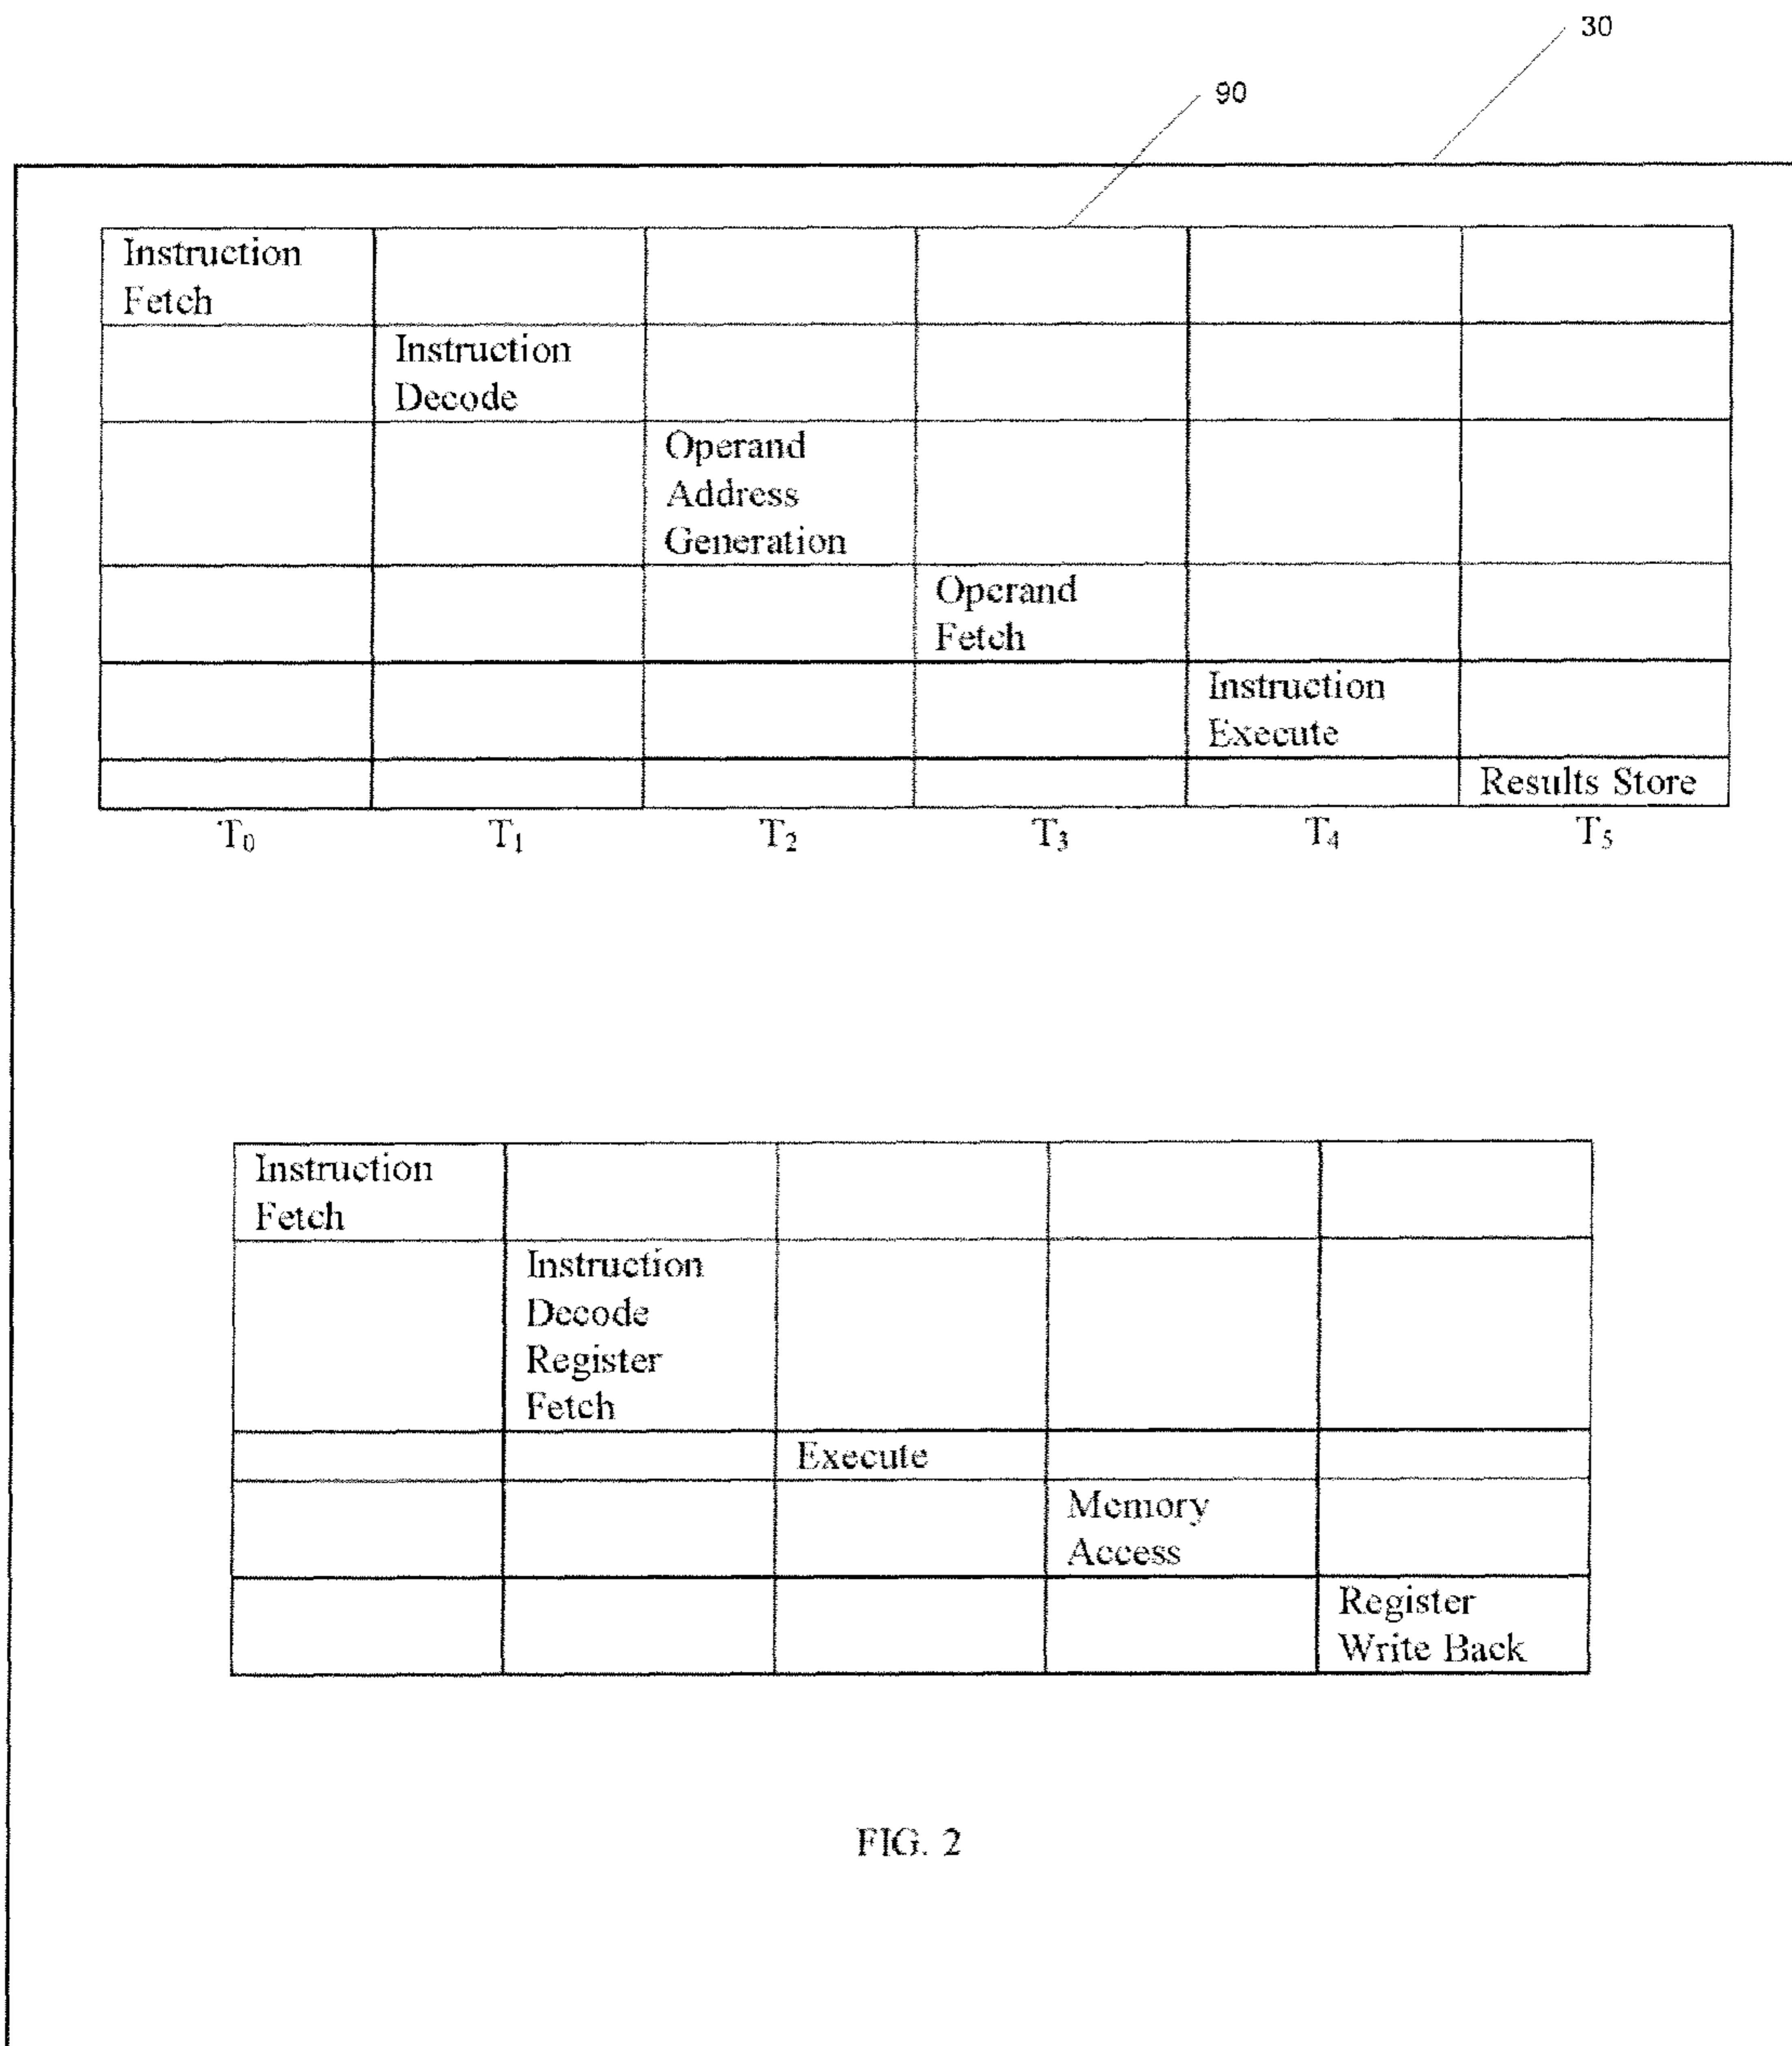 30
90
Instruction
Fetch
Instruction
Decode
Operand
Address
Generation
Operand
Fetch
Instruction
Execute
Results Store
T₀ T₁ T₂ T₃ T₄ T₅
Instruction
Fetch
Instruction
Decode
Register
Fetch
Execute
Memory
Access
Register
Write Back
FIG. 2